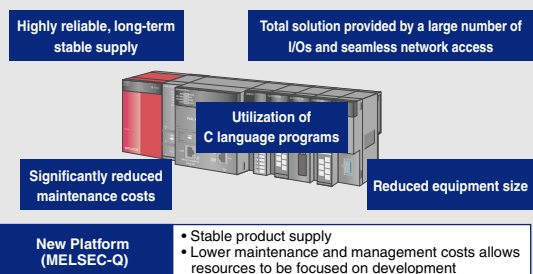 Highly reliable, long-term
stable supply
Total solution provided by a large number of
I/Os and seamless network access
Utilization of
C language programs
Significantly reduced
maintenance costs
Reduced equipment size
New Platform
(MELSEC-Q)
• Stable product supply
• Lower maintenance and management costs allows
resources to be focused on development